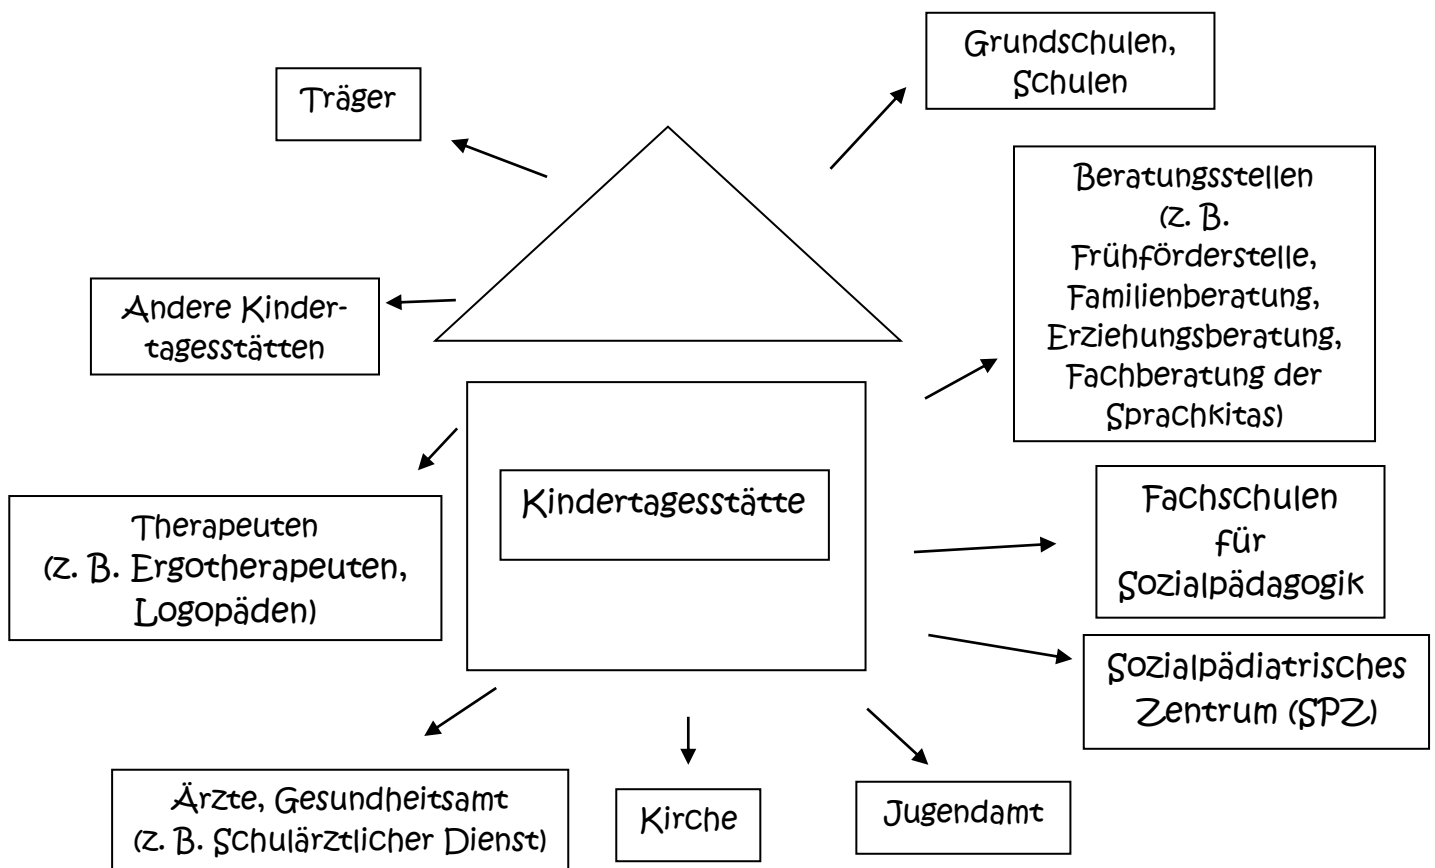 Grundschulen,
Schulen
Träger
Beratungsstellen
(z. B.
Frühförderstelle,
Familienberatung,
Erziehungsberatung,
Fachberatung der
Sprachkitas)
Andere Kinder-
tagesstätten
Kindertagesstätte
Fachschulen
für
Sozialpädagogik
Therapeuten
(z. B. Ergotherapeuten,
Logopäden)
Sozialpädiatrisches
Zentrum (SPZ)
Ärzte, Gesundheitsamt
(z. B. Schulärztlicher Dienst)
Kirche
Jugendamt